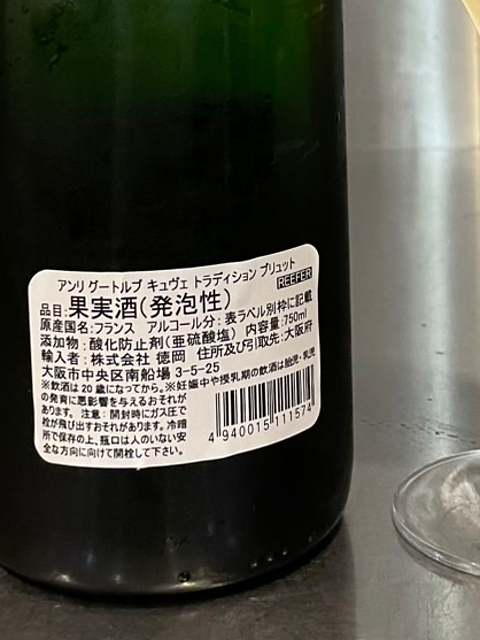 アンリ グートルブ キュヴェ トラディション ブリュット
REEFER
品目:果実酒(発泡性)
原産国名:フランス アルコール分:表ラベル別枠に記載
添加物:酸化防止剤(亜硫酸塩) 内容量:750ml
輸入者:株式会社 徳岡 住所及び引取先:大阪府
大阪市中央区南船場 3-5-25
※飲酒は20歳になってから。※妊娠中や授乳期の飲酒は胎児・乳児
の発育に悪影響を与えるおそれが
あります。 注意:開封時にガス圧で
栓が飛び出すおそれがあります。冷暗
所で保存の上、瓶口は人のいない安
全な方向に向けて開栓して下さい。
4 940015 111574